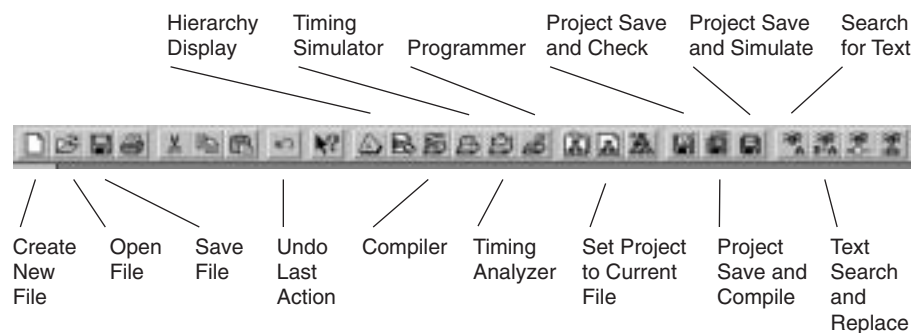 Hierarchy
Display
Timing
Simulator
Programmer
Project Save
and Check
Project Save
and Simulate
Search
for Text
Create
New
File
Open
File
Save
File
Undo
Last
Action
Compiler
Timing
Analyzer
Set Project
to Current
File
Project
Save and
Compile
Text
Search
and
Replace